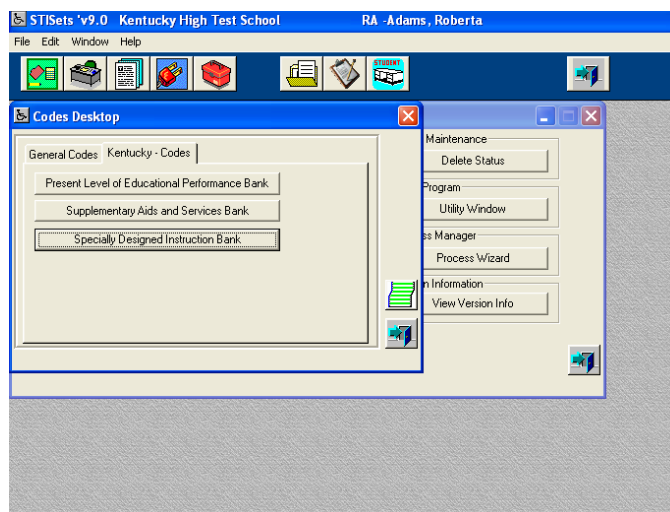 STISets 'v9.0 Kentucky High Test School RA -Adams, Roberta
File Edit Window Help
STUDENT
Codes Desktop
General Codes Kentucky - Codes
Present Level of Educational Performance Bank
Supplementary Aids and Services Bank
Specially Designed Instruction Bank
Maintenance
Delete Status
Program
Utility Window
ss Manager
Process Wizard
n Information
View Version Info